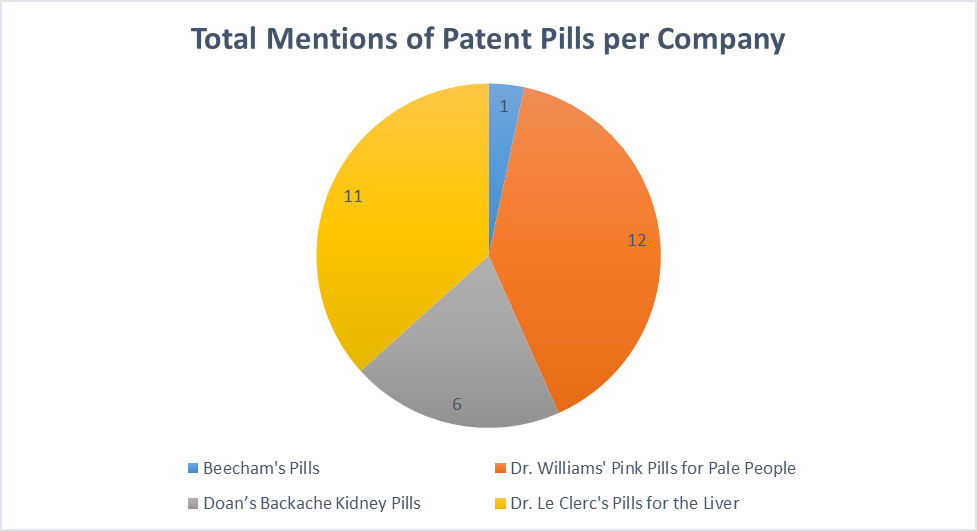 Total Mentions of Patent Pills per Company
1
12
11
6
Beecham's Pills
Dr. Williams' Pink Pills for Pale People
Doan’s Backache Kidney Pills
Dr. Le Clerc's Pills for the Liver